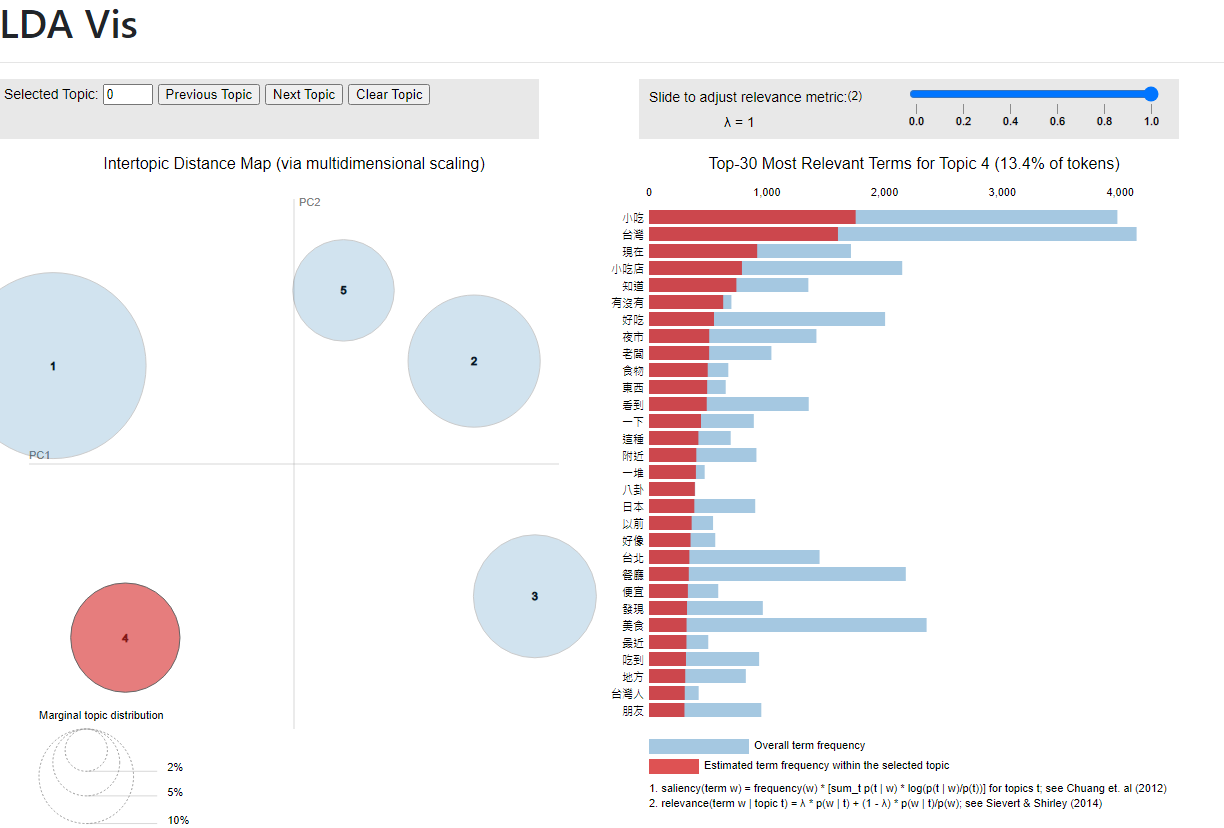 LDA Vis
Selected Topic: 0 Previous Topic Next Topic Clear Topic
Slide to adjust relevance metric:(2)
λ = 1
0.0 0.2 0.4 0.6 0.8 1.0
Intertopic Distance Map (via multidimensional scaling)
PC2
PC1
5
2
1
3
4
Marginal topic distribution
2%
5%
10%
Top-30 Most Relevant Terms for Topic 4 (13.4% of tokens)
0 1,000 2,000 3,000 4,000
小吃
台灣
現在
小吃店
知道
有沒有
好吃
夜市
老闆
食物
東西
看到
一下
這種
附近
一堆
八卦
日本
以前
好像
台北
餐廳
便宜
發現
美食
最近
吃到
地方
台灣人
朋友
Overall term frequency
Estimated term frequency within the selected topic
1. saliency(term w) = frequency(w) * [sum_t p(t | w) * log(p(t | w)/p(t))] for topics t; see Chuang et. al (2012)
2. relevance(term w | topic t) = λ * p(w | t) + (1 - λ) * p(w | t)/p(w); see Sievert & Shirley (2014)